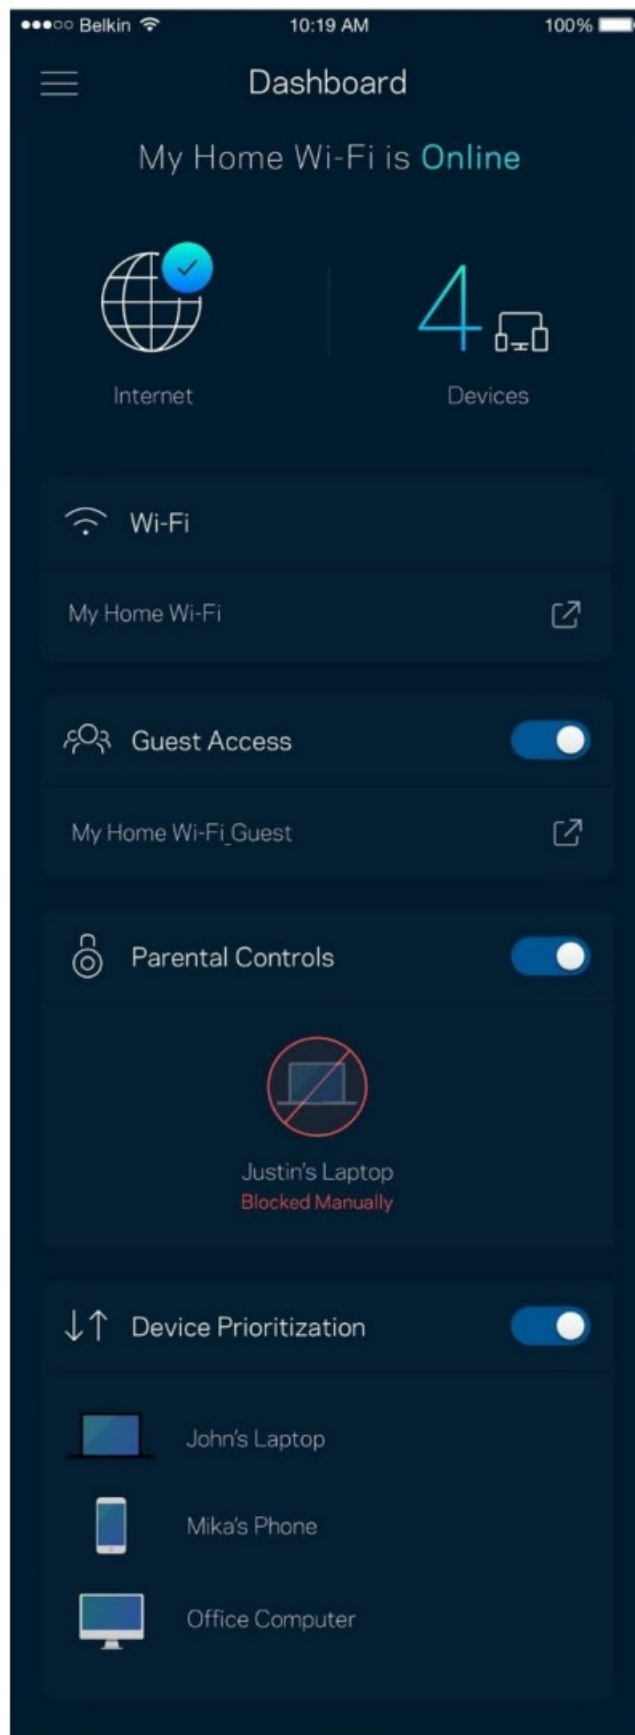 Belkin 10:19 AM 100%
Dashboard
My Home Wi-Fi is Online
4
Internet Devices
Wi-Fi
My Home Wi-Fi
Guest Access
My Home Wi-Fi_Guest
Parental Controls
Justin's Laptop
Blocked Manually
Device Prioritization
John's Laptop
Mika's Phone
Office Computer